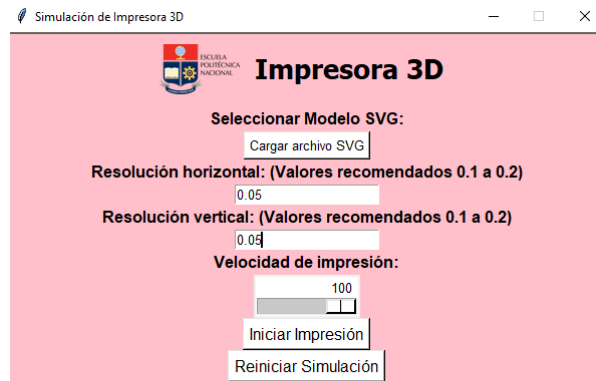 Simulación de Impresora 3D
ESCUELA
POLITÉCNICA
NACIONAL
Impresora 3D
Seleccionar Modelo SVG:
Cargar archivo SVG
Resolución horizontal: (Valores recomendados 0.1 a 0.2)
0.05
Resolución vertical: (Valores recomendados 0.1 a 0.2)
0.05
Velocidad de impresión:
100
Iniciar Impresión
Reiniciar Simulación